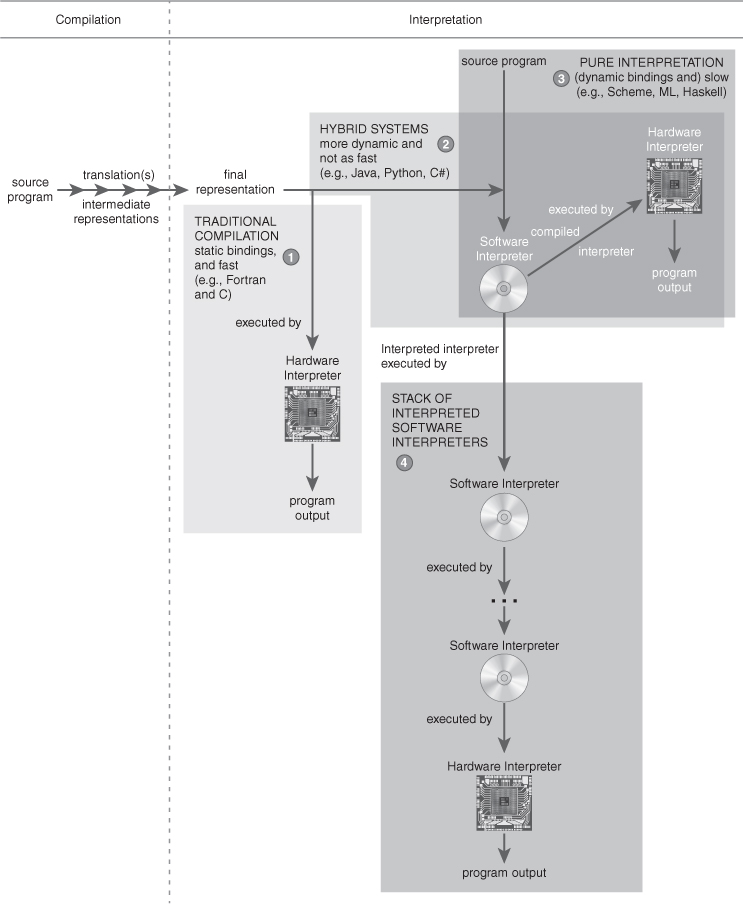 Compilation
Interpretation
source program
3
PURE INTERPRETATION
(dynamic bindings and) slow
(e.g., Scheme, ML, Haskell)
HYBRID SYSTEMS
more dynamic and
not as fast
(e.g., Java, Python, C#)
2
Hardware
Interpreter
source
program
translation(s)
intermediate
representations
final
representation
TRADITIONAL
COMPILATION
static bindings,
and fast
(e.g., Fortran
and C)
1
Software
Interpreter
executed by
compiled
interpreter
program
output
executed by
Hardware
Interpreter
program
output
Interpreted interpreter
executed by
STACK OF
INTERPRETED
SOFTWARE
INTERPRETERS
4
Software Interpreter
executed by
...
Software Interpreter
executed by
Hardware Interpreter
program output